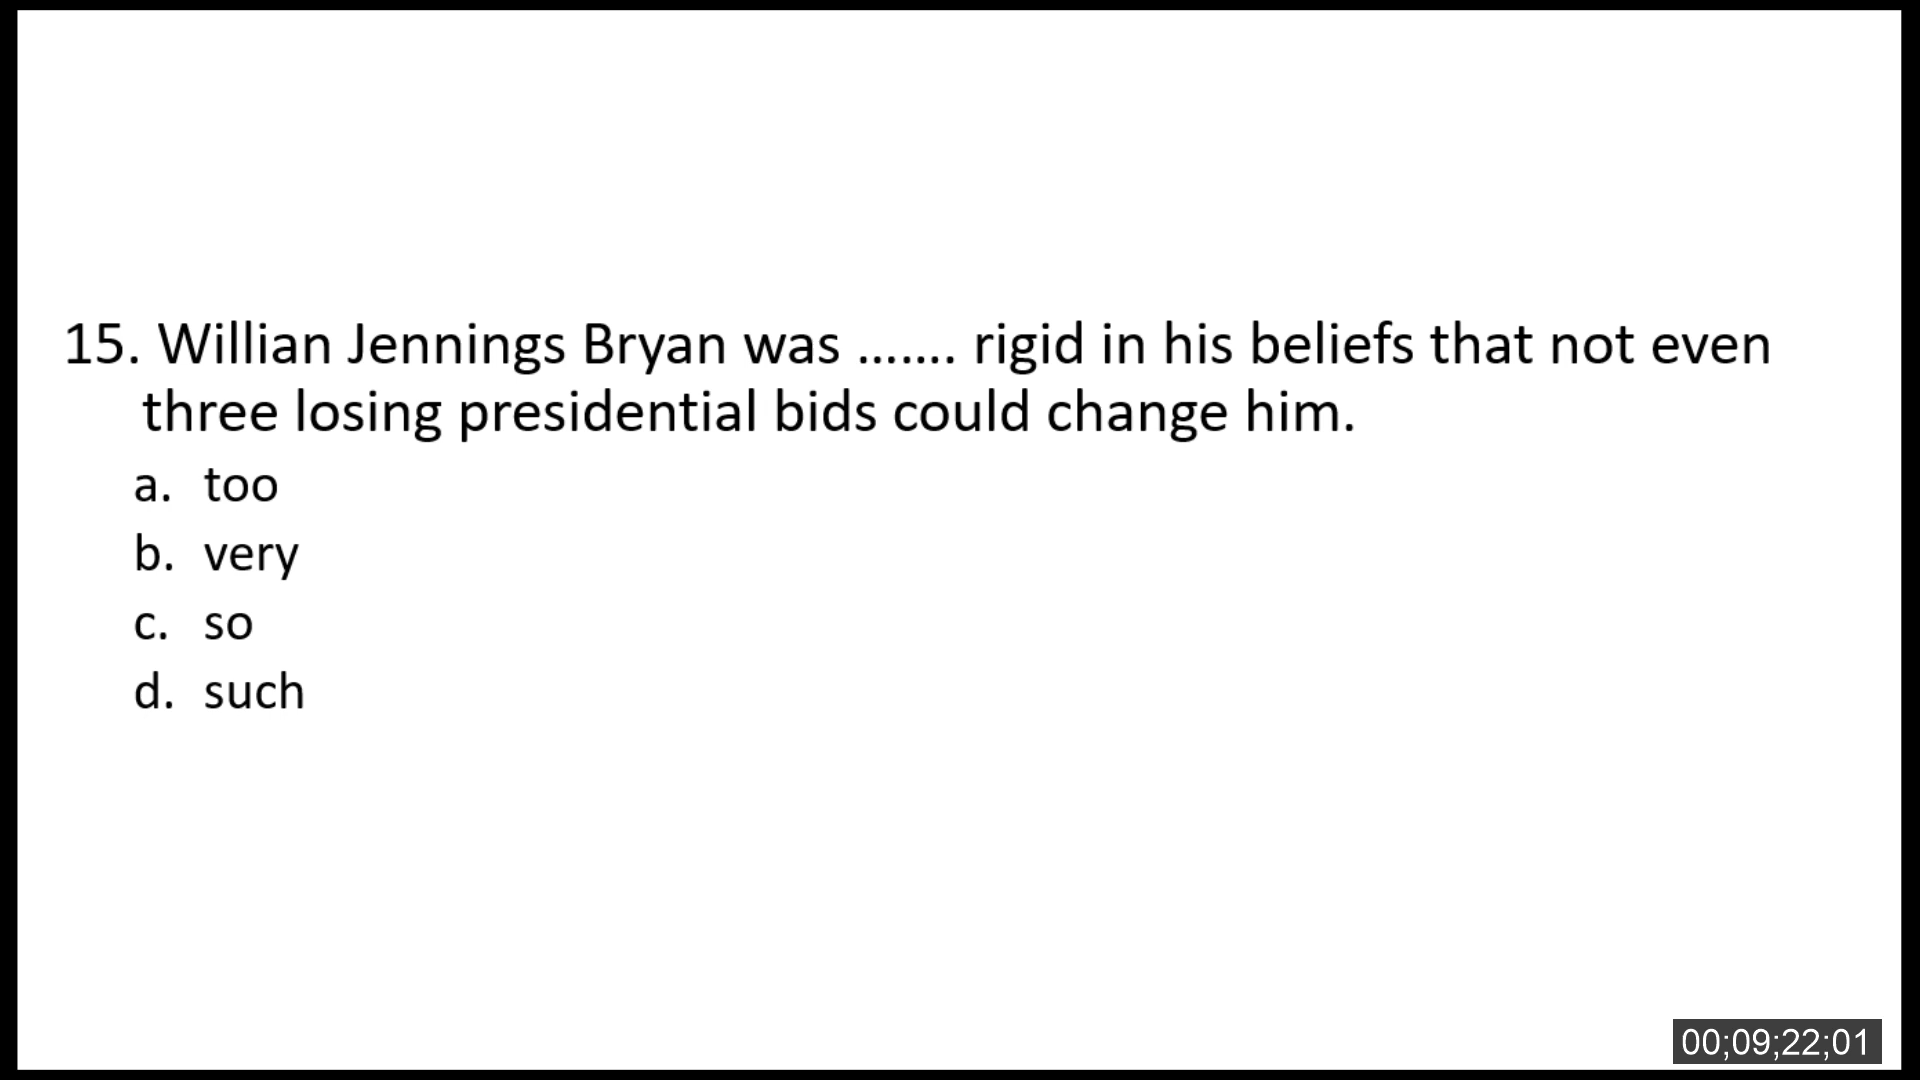 15. Willian Jennings Bryan was ....... rigid in his beliefs that not even
three losing presidential bids could change him.
a. too
b. very
c. so
d. such
00;09;22;01